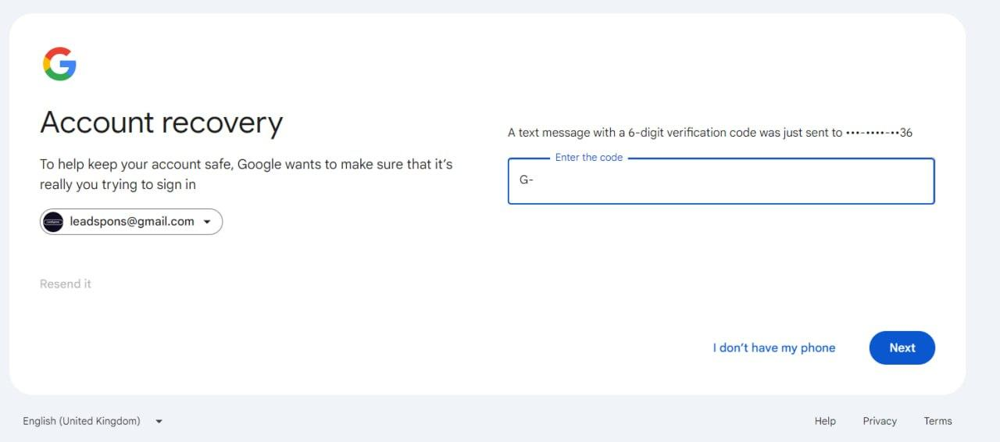 Account recovery
To help keep your account safe, Google wants to make sure that it’s
really you trying to sign in
leadspons@gmail.com
Resend it
A text message with a 6-digit verification code was just sent to •••-••••-••36
Enter the code
G-
I don’t have my phone
Next
English (United Kingdom)
Help
Privacy
Terms